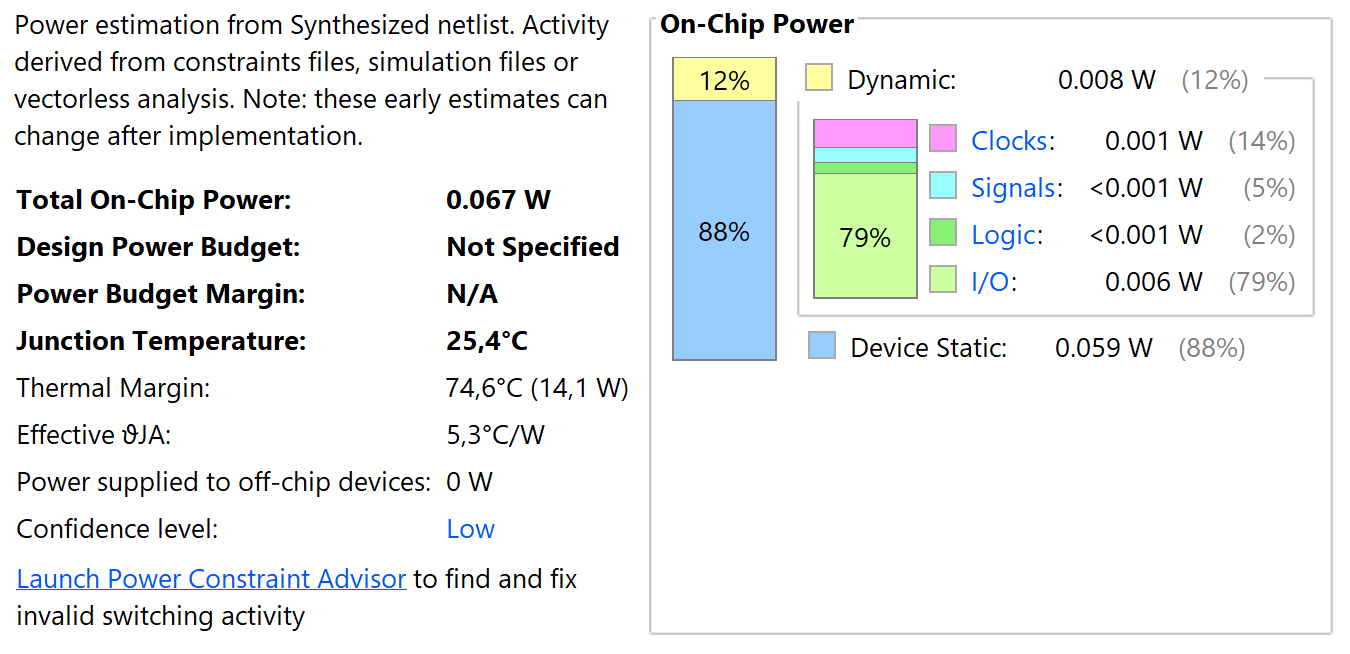 Power estimation from Synthesized netlist. Activity
derived from constraints files, simulation files or
vectorless analysis. Note: these early estimates can
change after implementation.
Total On-Chip Power: 0.067 W
Design Power Budget: Not Specified
Power Budget Margin: N/A
Junction Temperature: 25,4°C
Thermal Margin: 74,6°C (14,1 W)
Effective ϑJA: 5,3°C/W
Power supplied to off-chip devices: 0 W
Confidence level: Low
Launch Power Constraint Advisor to find and fix
invalid switching activity
On-Chip Power
12%
88%
Dynamic: 0.008 W (12%)
79%
Clocks: 0.001 W (14%)
Signals: <0.001 W (5%)
Logic: <0.001 W (2%)
I/O: 0.006 W (79%)
Device Static: 0.059 W (88%)